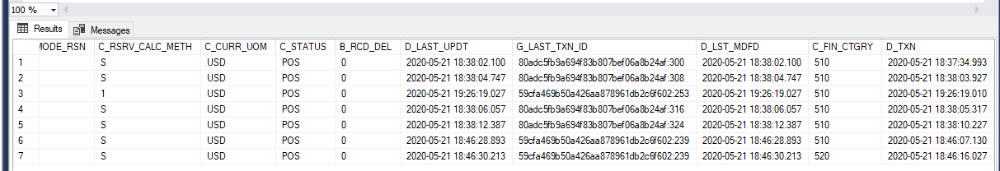 100 %
Results Messages
MODE_RSN C_RSRV_CALC_METH C_CURR_UOM C_STATUS B_RCD_DEL D_LAST_UPDT G_LAST_TXN_ID D_LST_MDFD C_FIN_CTGRY D_TXN
1 S USD POS 0 2020-05-21 18:38:02.100 80adc5fb9a694f83b807bef06a8b24af:300 2020-05-21 18:38:02.100 510 2020-05-21 18:37:34.993
2 S USD POS 0 2020-05-21 18:38:04.747 80adc5fb9a694f83b807bef06a8b24af:308 2020-05-21 18:38:04.747 510 2020-05-21 18:38:03.927
3 1 USD POS 0 2020-05-21 19:26:19.027 59cfa469b50a426aa878961db2c6f602:253 2020-05-21 19:26:19.027 510 2020-05-21 19:26:19.010
4 S USD POS 0 2020-05-21 18:38:06.057 80adc5fb9a694f83b807bef06a8b24af:316 2020-05-21 18:38:06.057 510 2020-05-21 18:38:05.317
5 S USD POS 0 2020-05-21 18:38:12.387 80adc5fb9a694f83b807bef06a8b24af:324 2020-05-21 18:38:12.387 510 2020-05-21 18:38:10.227
6 S USD POS 0 2020-05-21 18:46:28.893 59cfa469b50a426aa878961db2c6f602:239 2020-05-21 18:46:28.893 510 2020-05-21 18:46:07.130
7 S USD POS 0 2020-05-21 18:46:30.213 59cfa469b50a426aa878961db2c6f602:239 2020-05-21 18:46:30.213 520 2020-05-21 18:46:16.027